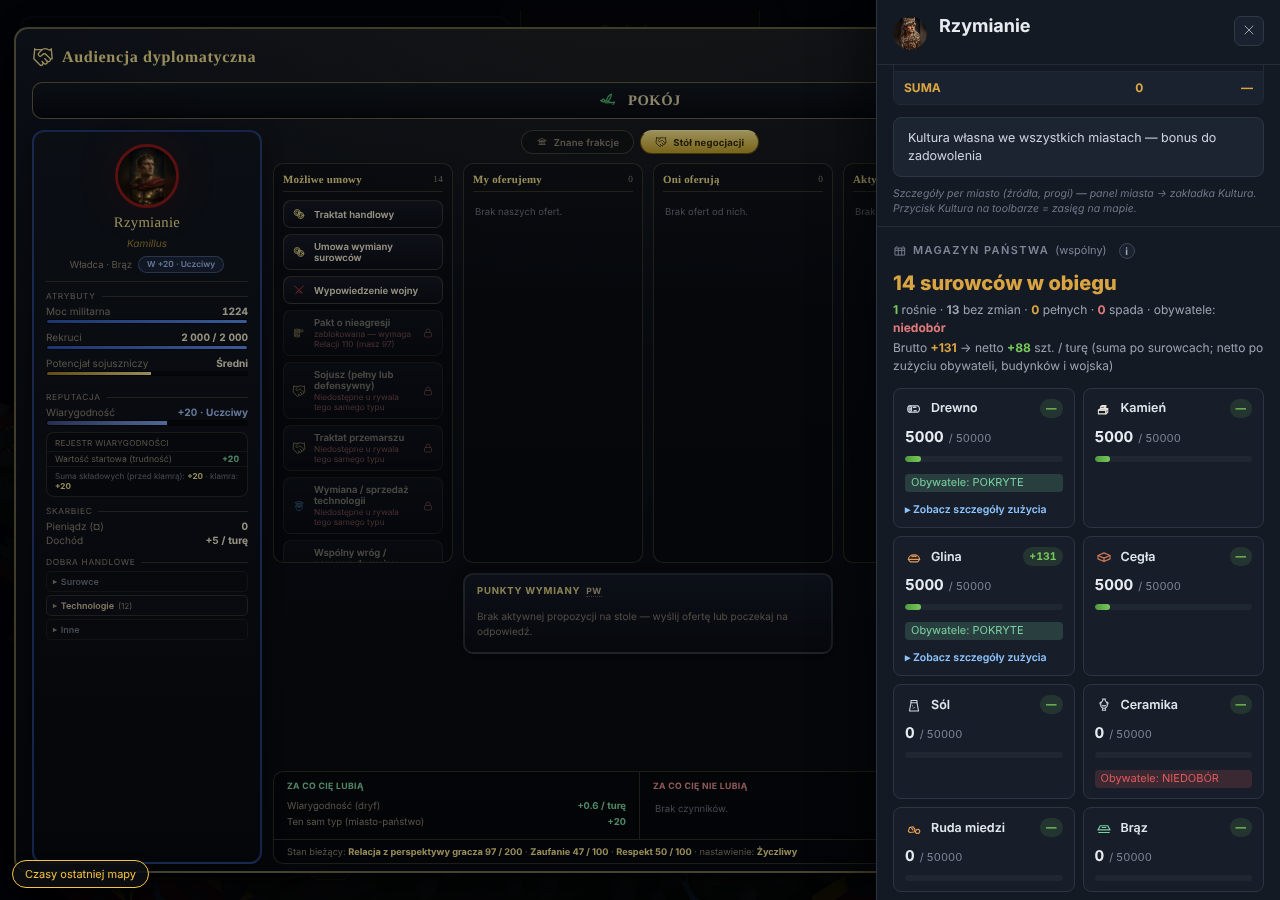 Audiencja dyplomatyczna
POKÓJ
Rzymianie
Kamillus
Władca · Brąz W +20 · Uczciwy
ATRYBUTY
Moc militarna 1224
Rekruci 2 000 / 2 000
Potencjał sojuszniczy Średni
REPUTACJA
Wiarygodność +20 · Uczciwy
REJESTR WIARYGODNOŚCI
Wartość startowa (trudność) +20
Suma składowych (przed klamrą): +20 · klamra:
+20
SKARBIEC
Pieniądz (¤) 0
Dochód +5 / turę
DOBRA HANDLOWE
▸ Surowce
▸ Technologie (12)
▸ Inne
Znane frakcje
Stół negocjacji
Możliwe umowy 14
Traktat handlowy
Umowa wymiany
surowców
Wypowiedzenie wojny
Pakt o nieagresji
zablokowana — wymaga
Relacji 110 (masz 97)
Sojusz (pełny lub
defensywny)
Niedostępne u rywala
tego samego typu
Traktat przemarszu
Niedostępne u rywala
tego samego typu
Wymiana / sprzedaż
technologii
Niedostępne u rywala
tego samego typu
Wspólny wróg /
My oferujemy 0
Brak naszych ofert.
Oni oferują 0
Brak ofert od nich.
Akty
Brak
PUNKTY WYMIANY PW
Brak aktywnej propozycji na stole — wyślij ofertę lub poczekaj na
odpowiedź.
ZA CO CIĘ LUBIĄ
Wiarygodność (dryf) +0.6 / turę
Ten sam typ (miasto-państwo) +20
ZA CO CIĘ NIE LUBIĄ
Brak czynników.
Stan bieżący: Relacja z perspektywy gracza 97 / 200 · Zaufanie 47 / 100 · Respekt 50 / 100 · nastawienie: Życzliwy
Czasy ostatniej mapy
Rzymianie
SUMA 0 —
Kultura własna we wszystkich miastach — bonus do
zadowolenia
Szczegóły per miasto (źródła, progi) — panel miasta → zakładka Kultura.
Przycisk Kultura na toolbarze = zasięg na mapie.
MAGAZYN PAŃSTWA (wspólny) i
14 surowców w obiegu
1 rośnie · 13 bez zmian · 0 pełnych · 0 spada · obywatele:
niedobór
Brutto +131 → netto +88 szt. / turę (suma po surowcach; netto po
zużyciu obywateli, budynków i wojska)
Drewno —
5000 / 50000
Obywatele: POKRYTE
▸ Zobacz szczegóły zużycia
Kamień —
5000 / 50000
Glina +131
5000 / 50000
Obywatele: POKRYTE
▸ Zobacz szczegóły zużycia
Cegła —
5000 / 50000
Sól —
0 / 50000
Ceramika —
0 / 50000
Obywatele: NIEDOBÓR
Ruda miedzi —
0 / 50000
Brąz —
0 / 50000